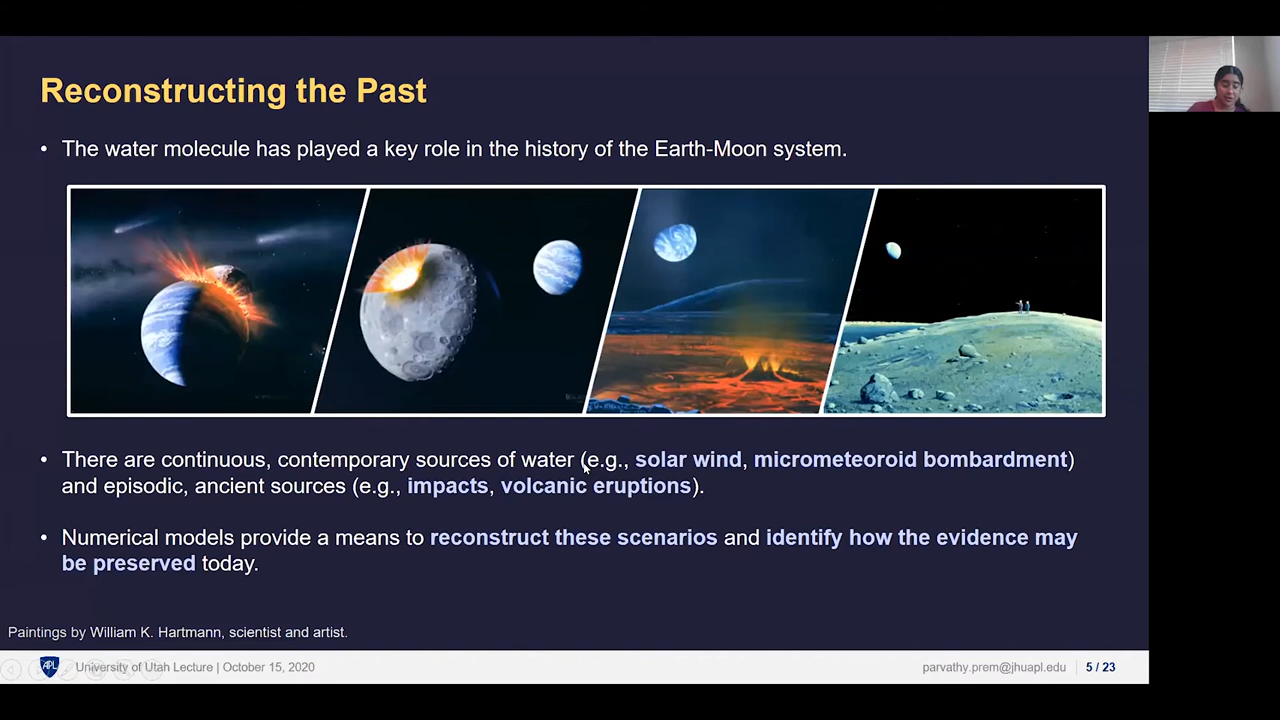 Reconstructing the Past
• The water molecule has played a key role in the history of the Earth-Moon system.
• There are continuous, contemporary sources of water (e.g., solar wind, micrometeoroid bombardment)
and episodic, ancient sources (e.g., impacts, volcanic eruptions).
• Numerical models provide a means to reconstruct these scenarios and identify how the evidence may
be preserved today.
Paintings by William K. Hartmann, scientist and artist.
APL University of Utah Lecture | October 15, 2020 parvathy.prem@jhuapl.edu 5 / 23